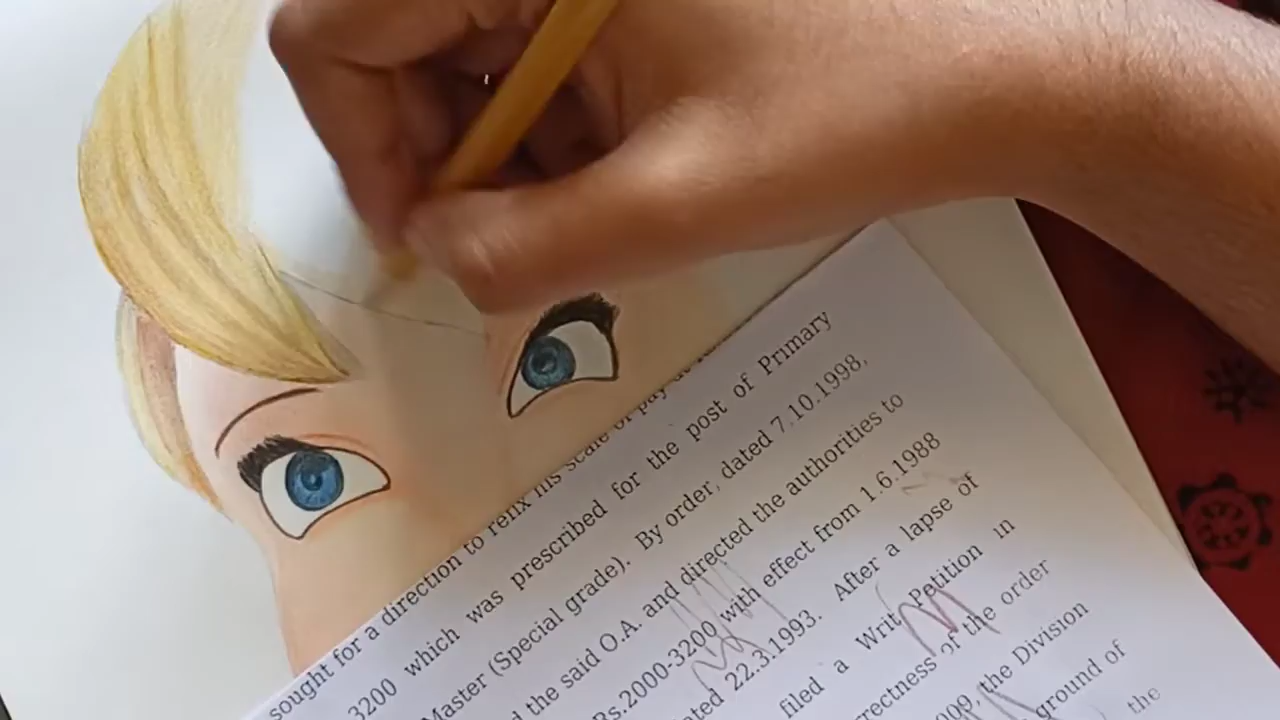 sought for a direction to refix his scale of pay
3200 which was prescribed for the post of Primary
Master (Special grade). By order, dated 7.10.1998,
the said O.A. and directed the authorities to
Rs.2000-3200 with effect from 1.6.1988
22.3.1993. After a lapse of
filed a Writ Petition in
of the order
the Division
ground of
the